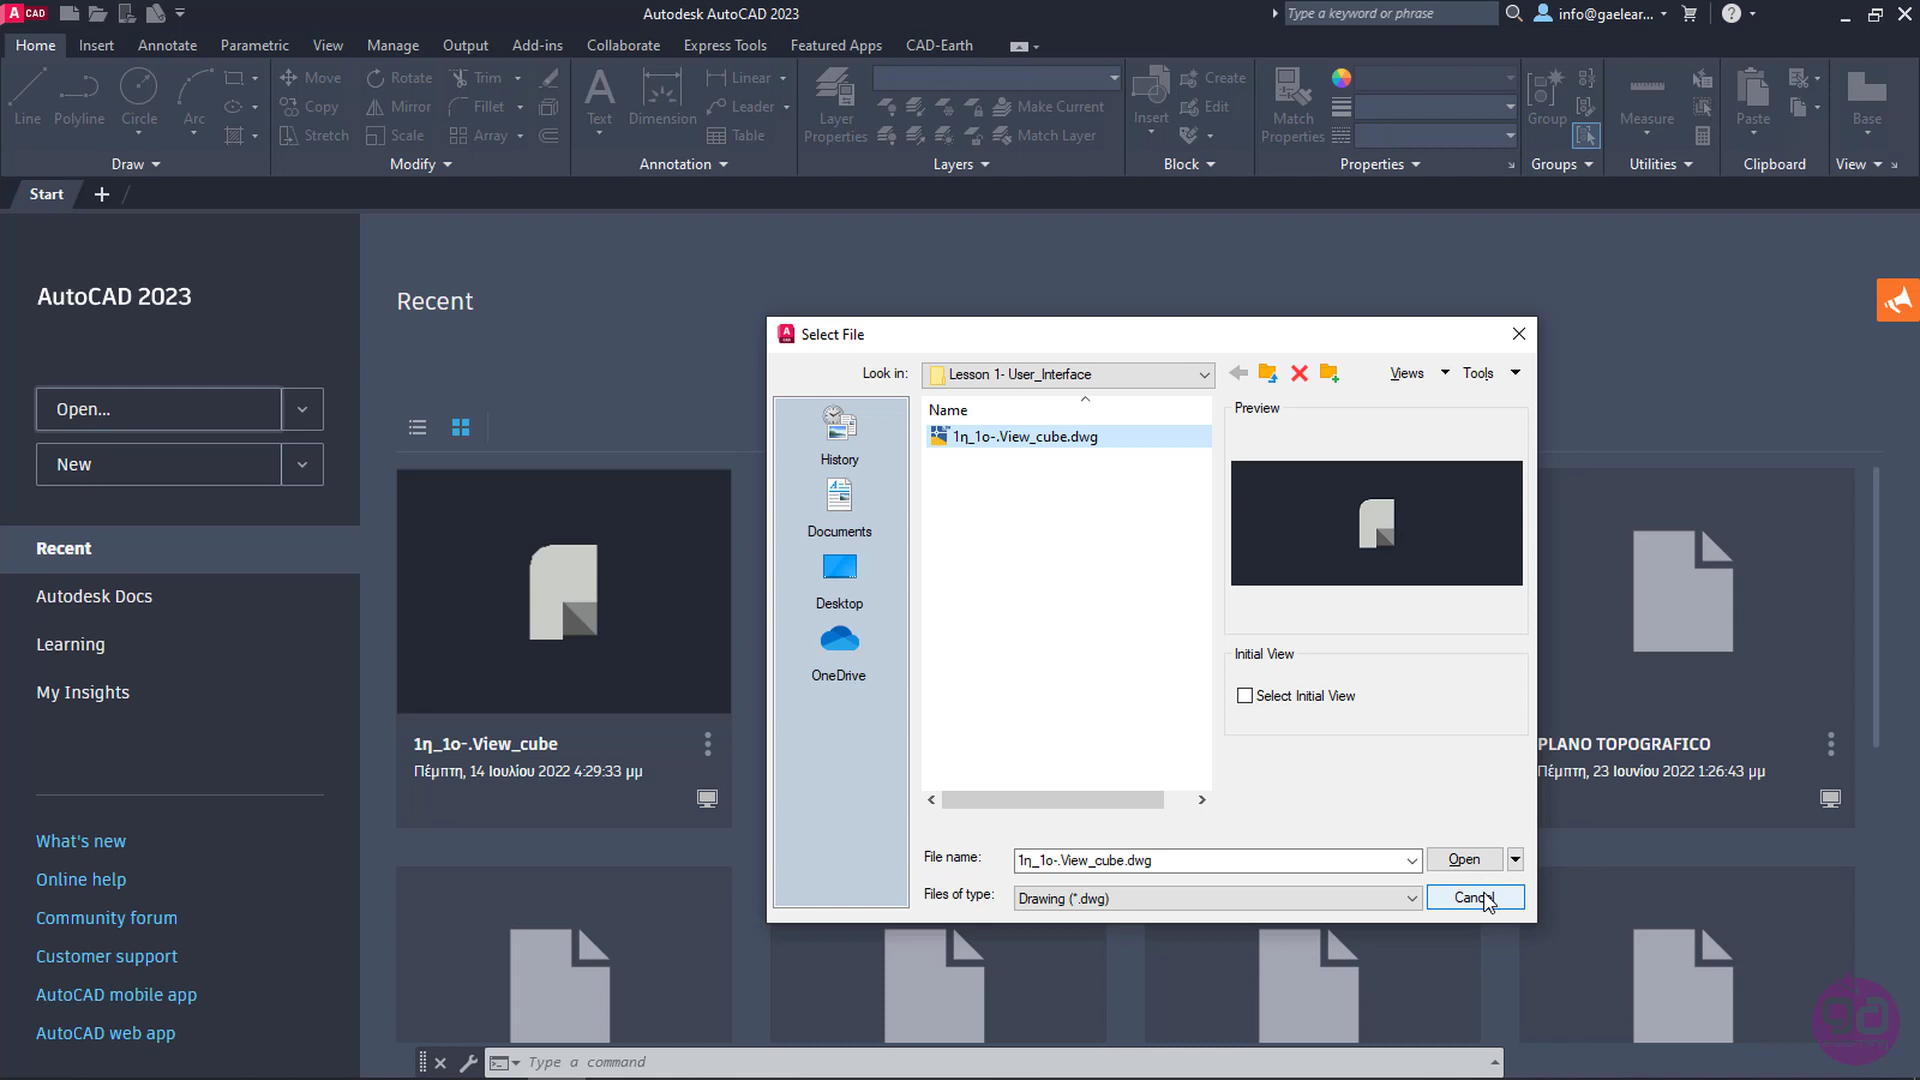 A CAD
Autodesk AutoCAD 2023
Type a keyword or phrase
info@gaelear...
Home Insert Annotate Parametric View Manage Output Add-ins Collaborate Express Tools Featured Apps CAD-Earth
Line Polyline Circle Arc
Move Rotate Trim
Copy Mirror Fillet
Stretch Scale Array
Text Dimension
Linear
Leader
Table
Layer Properties
Make Current
Match Layer
Insert
Create
Edit
Match Properties
Group
Measure
Paste
Base
Draw Modify Annotation Layers Block Properties Groups Utilities Clipboard View
Start
AutoCAD 2023
Open...
New
Recent
Autodesk Docs
Learning
My Insights
What's new
Online help
Community forum
Customer support
AutoCAD mobile app
AutoCAD web app
Recent
1η_1ο-.View_cube
Πέμπτη, 14 Ιουλίου 2022 4:29:33 μμ
PLANO TOPOGRAFICO
Πέμπτη, 23 Ιουνίου 2022 1:26:43 μμ
Select File
Look in: Lesson 1- User_Interface
Views Tools
History
Documents
Desktop
OneDrive
Name
1η_1ο-.View_cube.dwg
Preview
Initial View
Select Initial View
File name: 1η_1ο-.View_cube.dwg
Open
Files of type: Drawing (*.dwg)
Cancel
Type a command